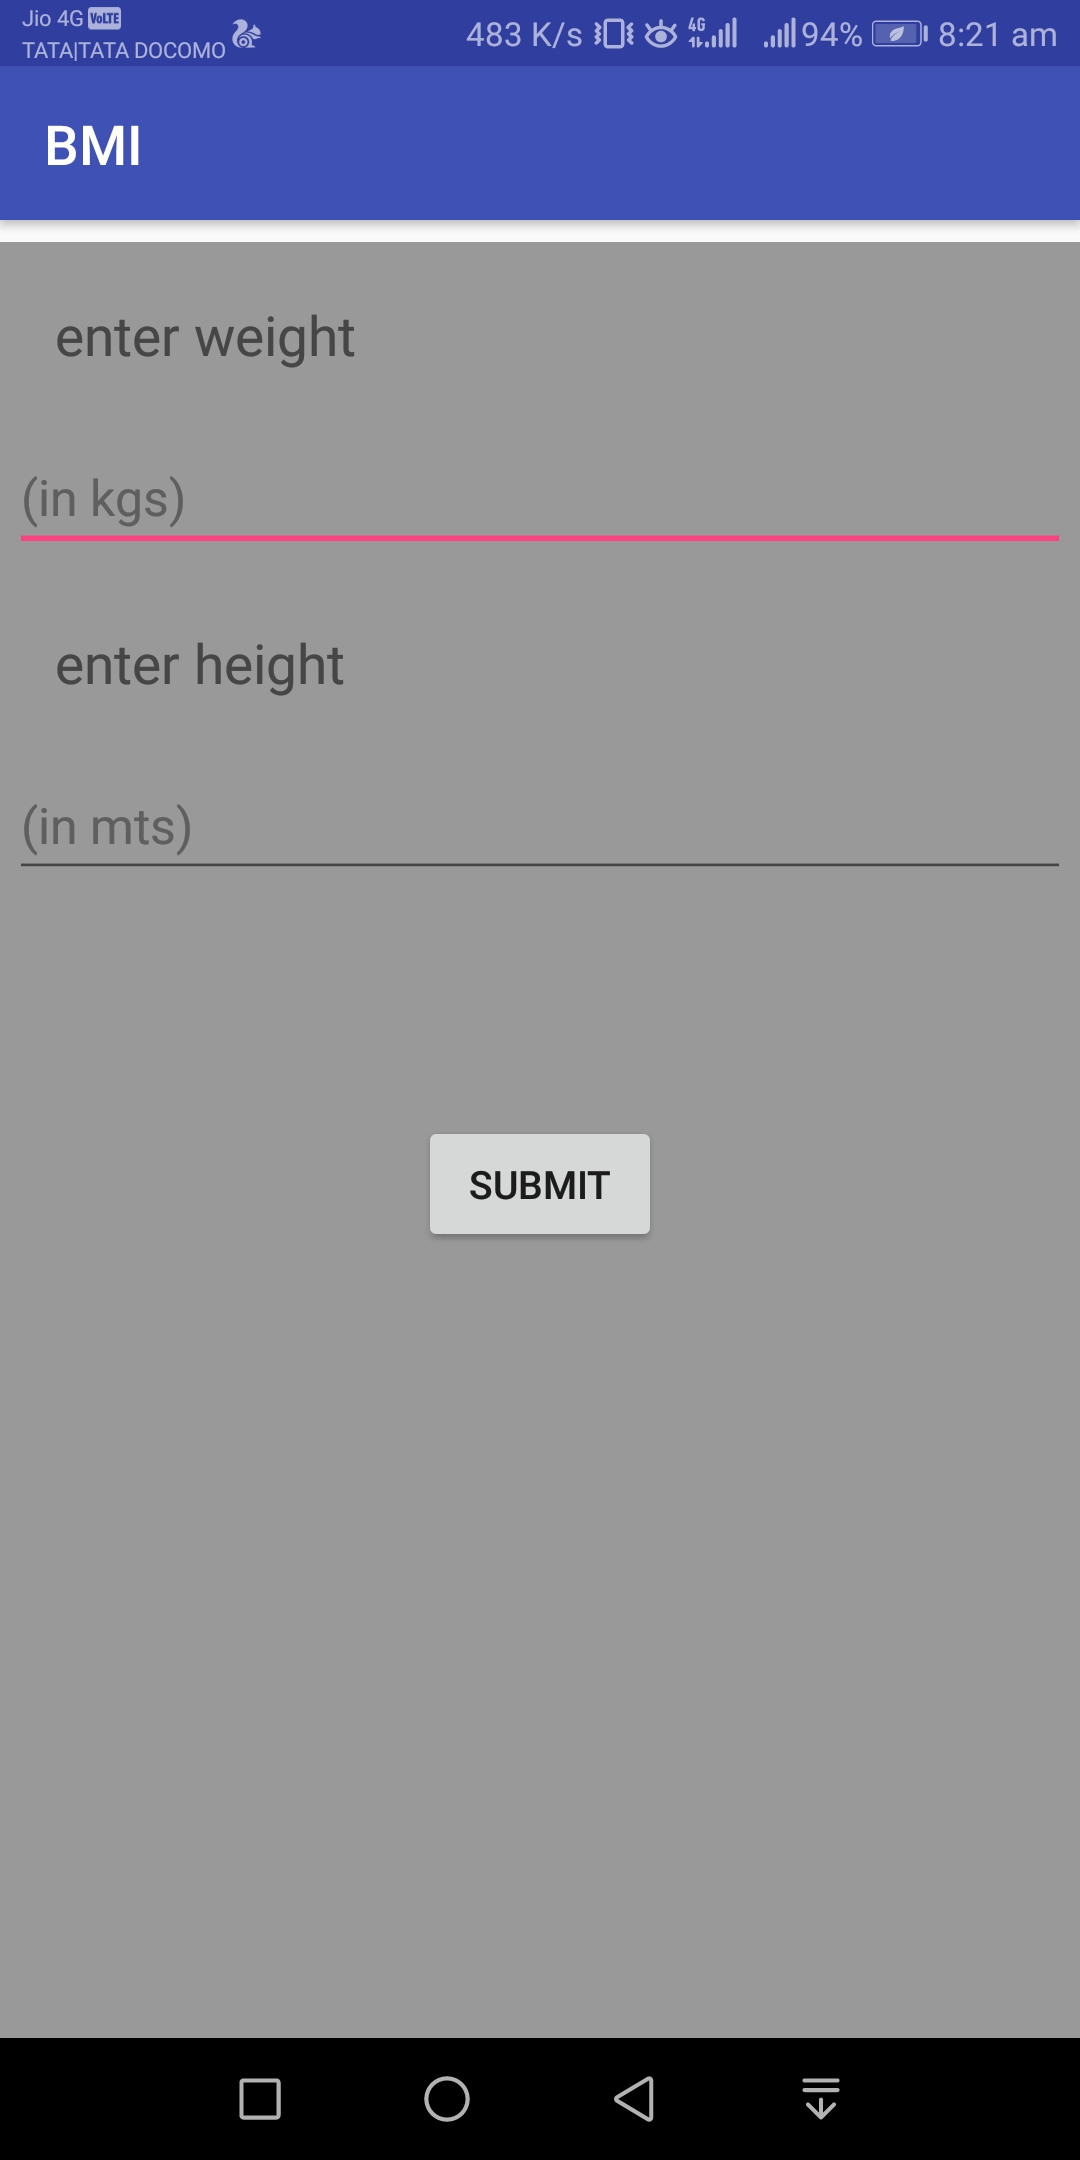 Jio 4G VoLTE
TATA|TATA DOCOMO
483 K/s 4G 94% 8:21 am
BMI
enter weight
(in kgs)
enter height
(in mts)
SUBMIT